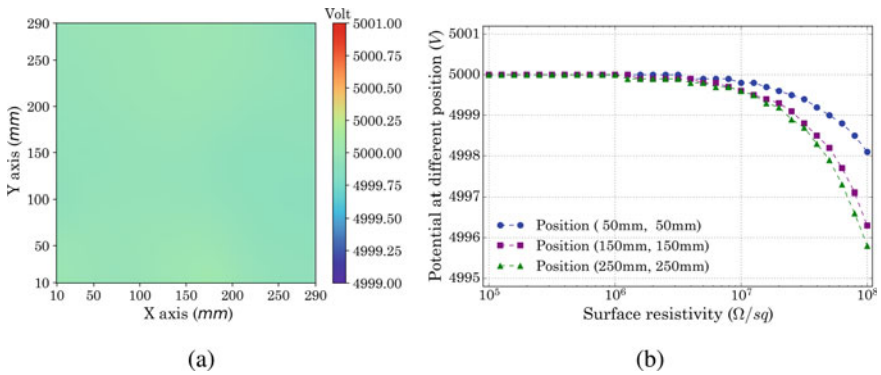 Volt
290
250
200
150
100
50
10
Y axis (mm)
10 50 100 150 200 250 290
X axis (mm)
5001.00
5000.75
5000.50
5000.25
5000.00
4999.75
4999.50
4999.25
4999.00
(a)
5001
5000
4999
4998
4997
4996
4995
Potential at different position (V)
Position ( 50mm, 50mm)
Position (150mm, 150mm)
Position (250mm, 250mm)
10⁵ 10⁶ 10⁷ 10⁸
Surface resistivity (Ω/sq)
(b)